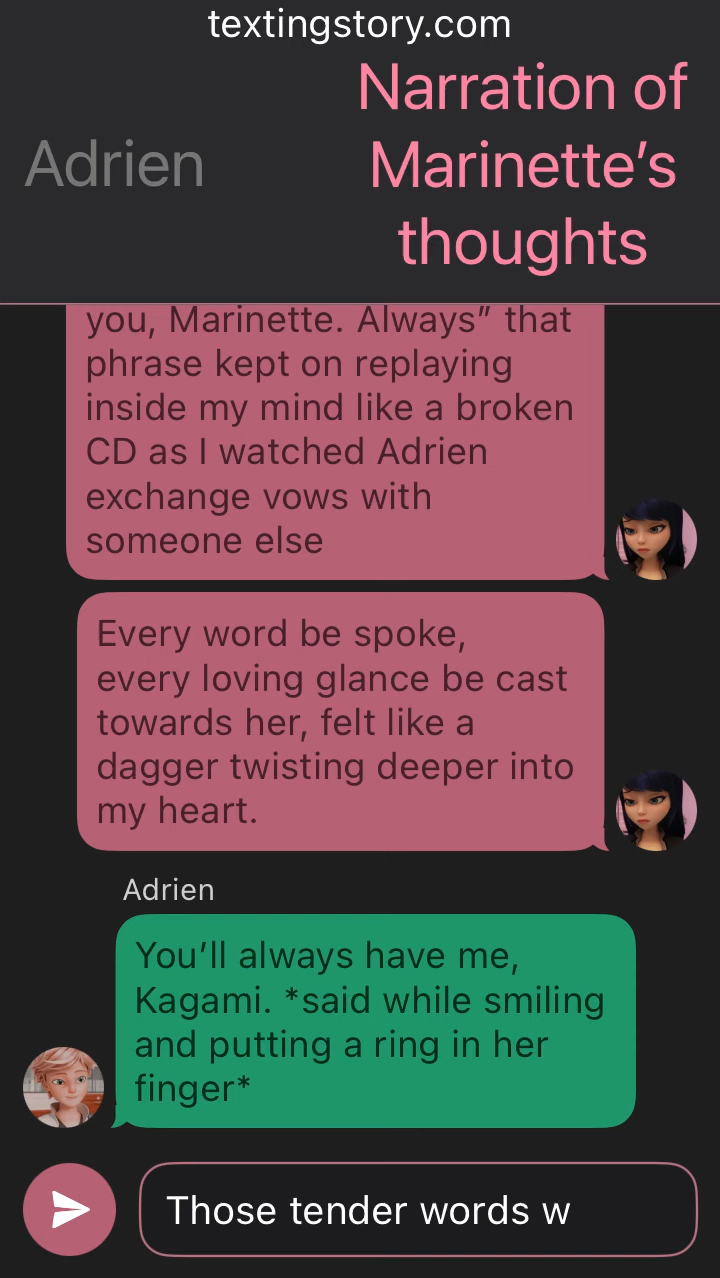 textingstory.com
Adrien
Narration of
Marinette’s
thoughts
you, Marinette. Always” that
phrase kept on replaying
inside my mind like a broken
CD as I watched Adrien
exchange vows with
someone else
Every word be spoke,
every loving glance be cast
towards her, felt like a
dagger twisting deeper into
my heart.
Adrien
You’ll always have me,
Kagami. *said while smiling
and putting a ring in her
finger*
Those tender words w